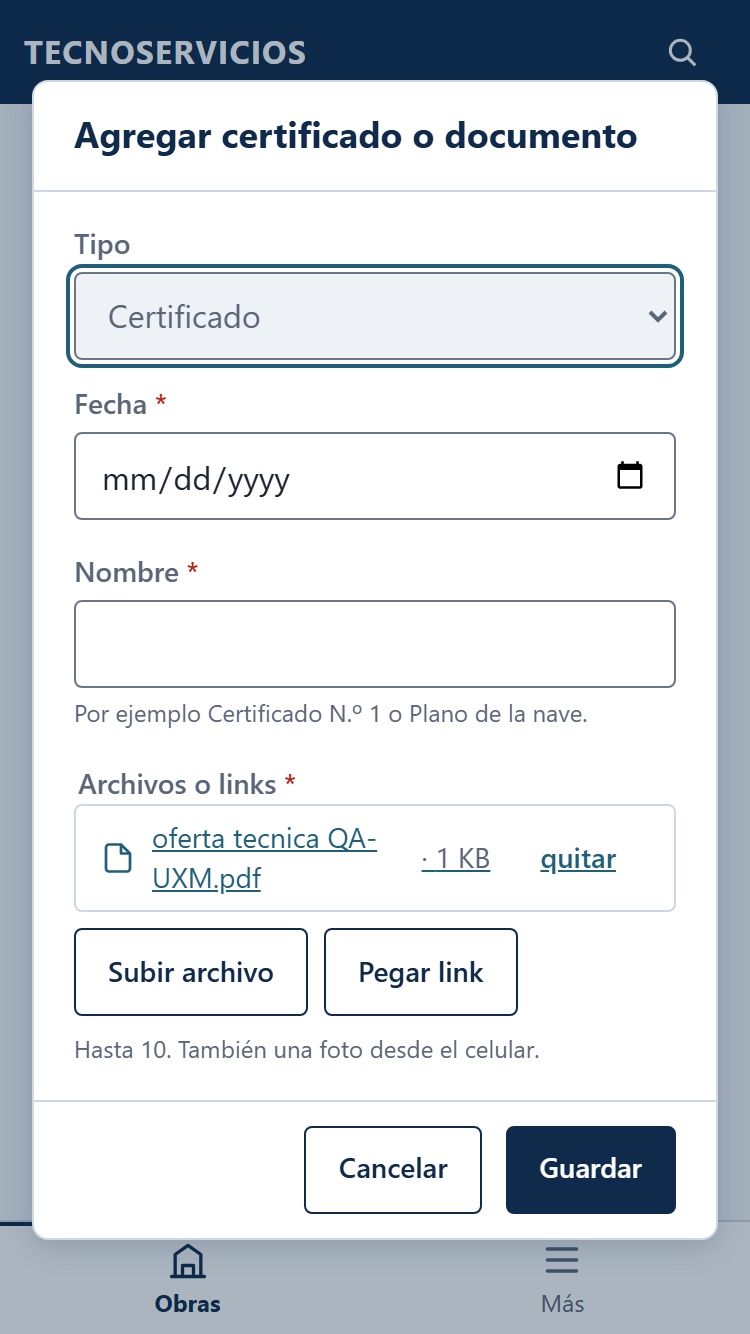 TECNOSERVICIOS
Agregar certificado o documento
Tipo
Certificado
Fecha *
mm/dd/yyyy
Nombre *
Por ejemplo Certificado N.º 1 o Plano de la nave.
Archivos o links *
oferta tecnica QA-
UXM.pdf · 1 KB quitar
Subir archivo Pegar link
Hasta 10. También una foto desde el celular.
Cancelar Guardar
Obras Más